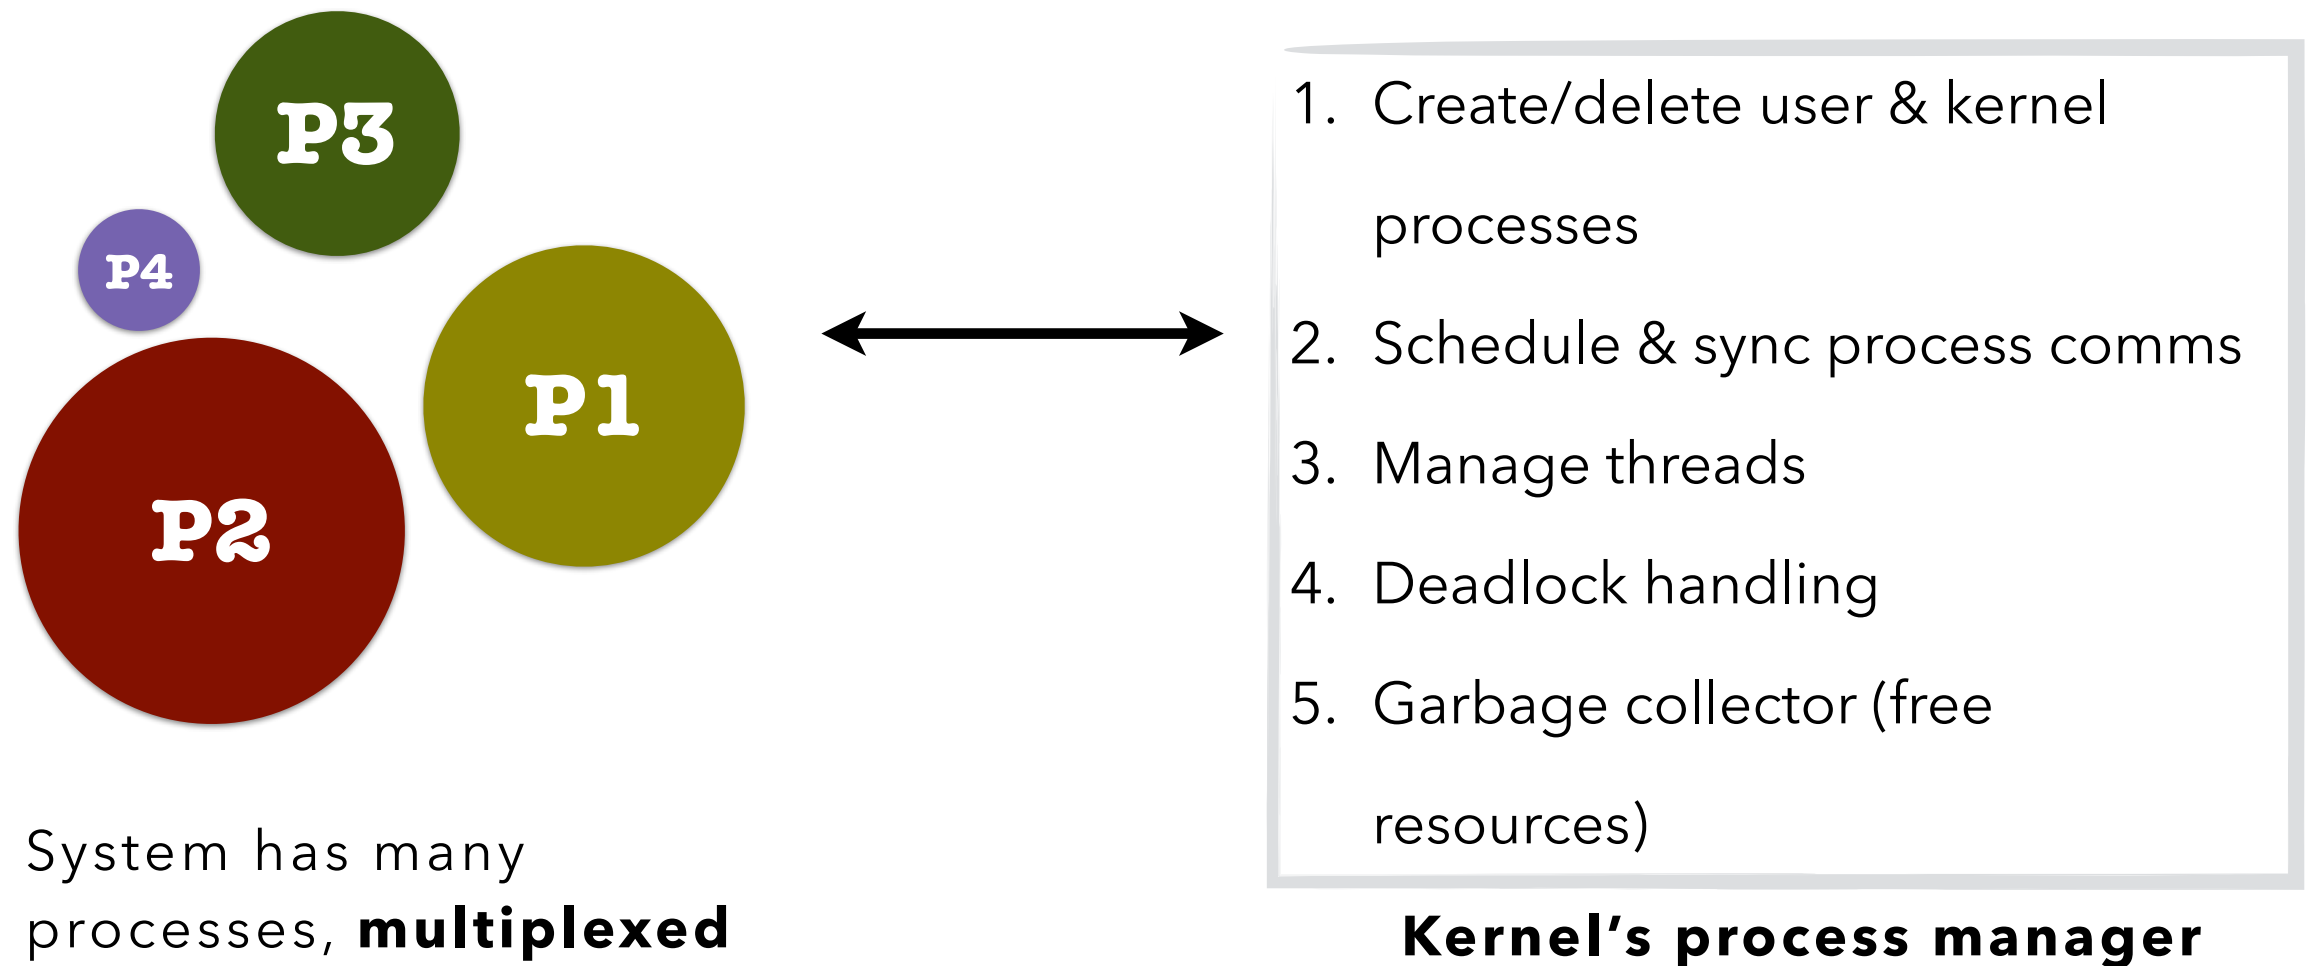 P3
P4
P1
P2
System has many
processes, multiplexed
1. Create/delete user & kernel
processes
2. Schedule & sync process comms
3. Manage threads
4. Deadlock handling
5. Garbage collector (free
resources)
Kernel’s process manager